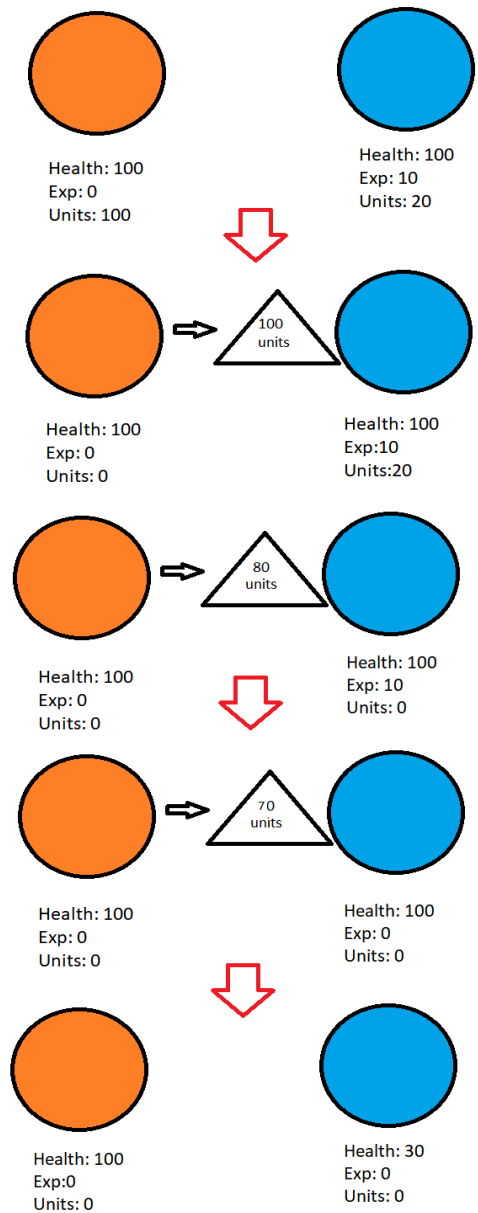 Health: 100
Exp: 0
Units: 100
Health: 100
Exp: 10
Units: 20
100
units
Health: 100
Exp: 0
Units: 0
Health: 100
Exp:10
Units:20
80
units
Health: 100
Exp: 0
Units: 0
Health: 100
Exp: 10
Units: 0
70
units
Health: 100
Exp: 0
Units: 0
Health: 100
Exp: 0
Units: 0
Health: 100
Exp:0
Units: 0
Health: 30
Exp: 0
Units: 0